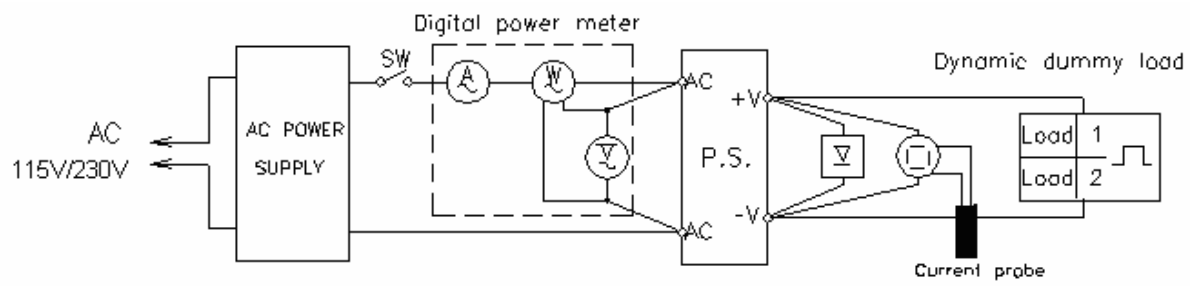 Digital power meter
SW
A
W
AC
Dynamic dummy load
+V
AC
115V/230V
AC POWER
SUPPLY
V
P.S.
V
Load 1
Load 2
-V
AC
Current probe